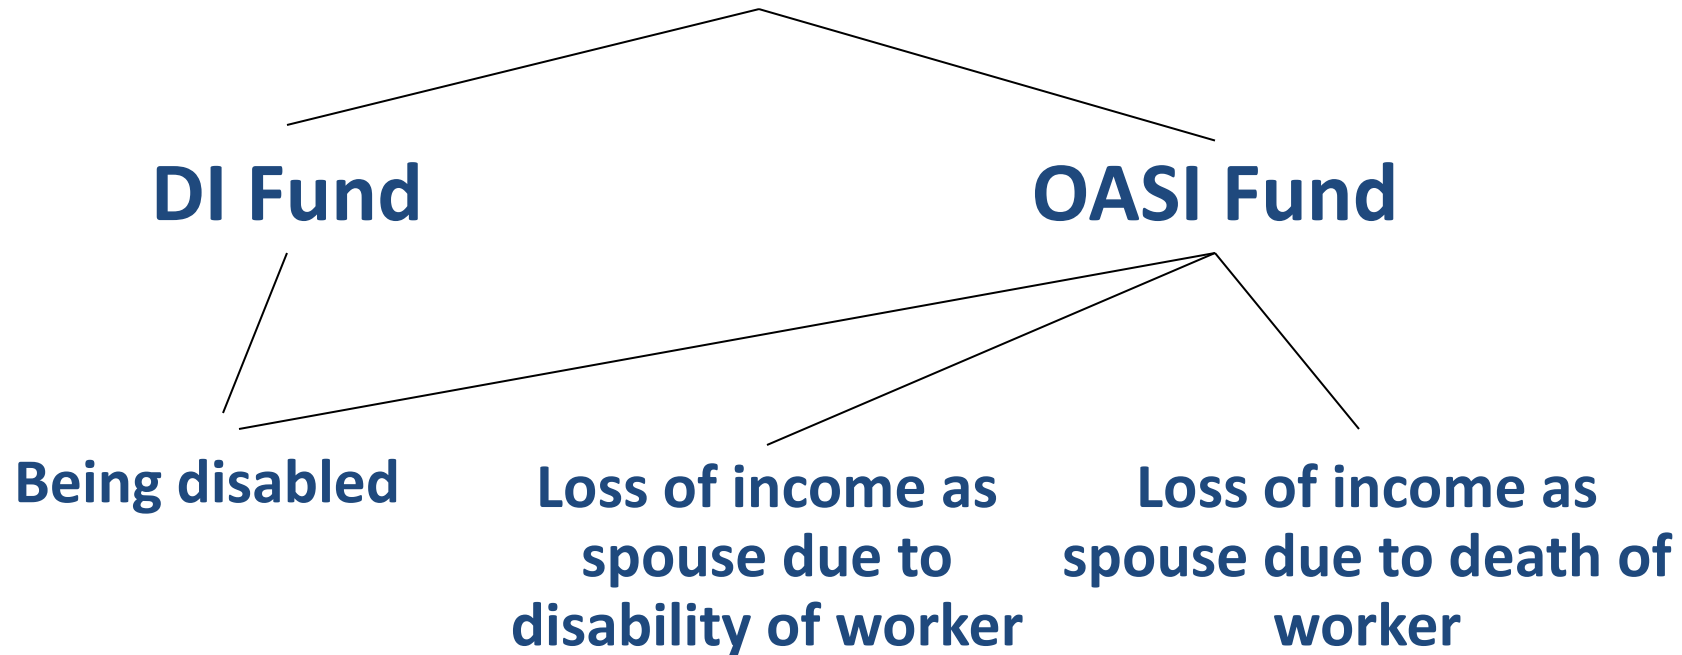 DI Fund
OASI Fund
Being disabled
Loss of income as
spouse due to
disability of worker
Loss of income as
spouse due to death of
worker